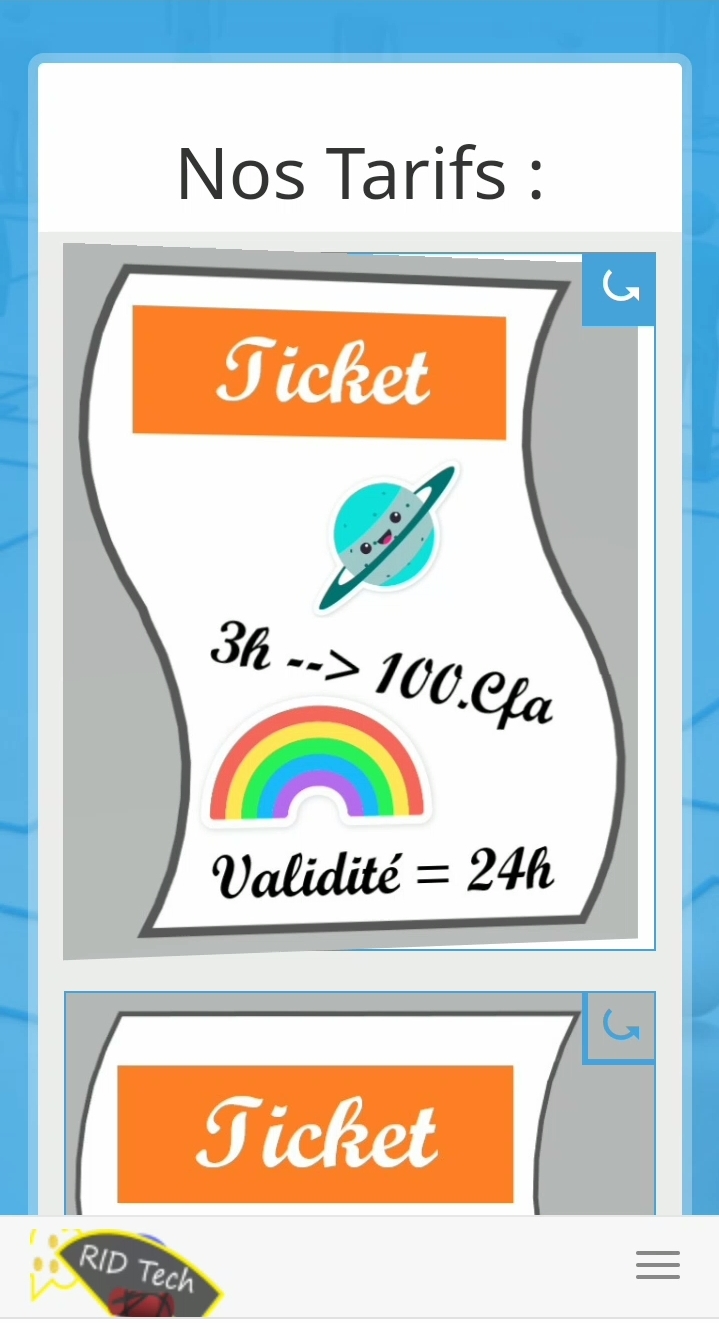 Nos Tarifs :
Ticket
3h --> 100.Cfa
Validité = 24h
Ticket
RID Tech